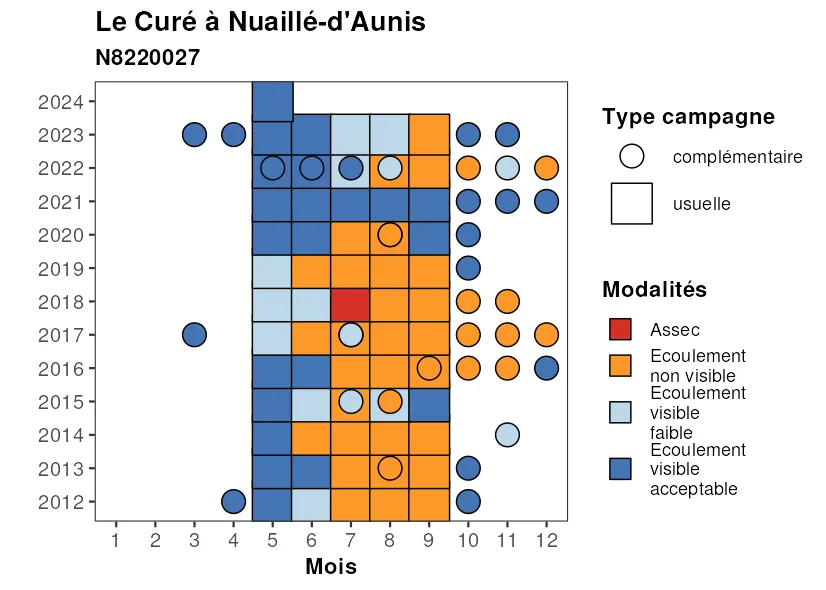 Le Curé à Nuaillé-d'Aunis
N8220027
2024
2023
2022
2021
2020
2019
2018
2017
2016
2015
2014
2013
2012
1 2 3 4 5 6 7 8 9 10 11 12
Mois
Type campagne
complémentaire
usuelle
Modalités
Assec
Ecoulement
non visible
Ecoulement
visible
faible
Ecoulement
visible
acceptable